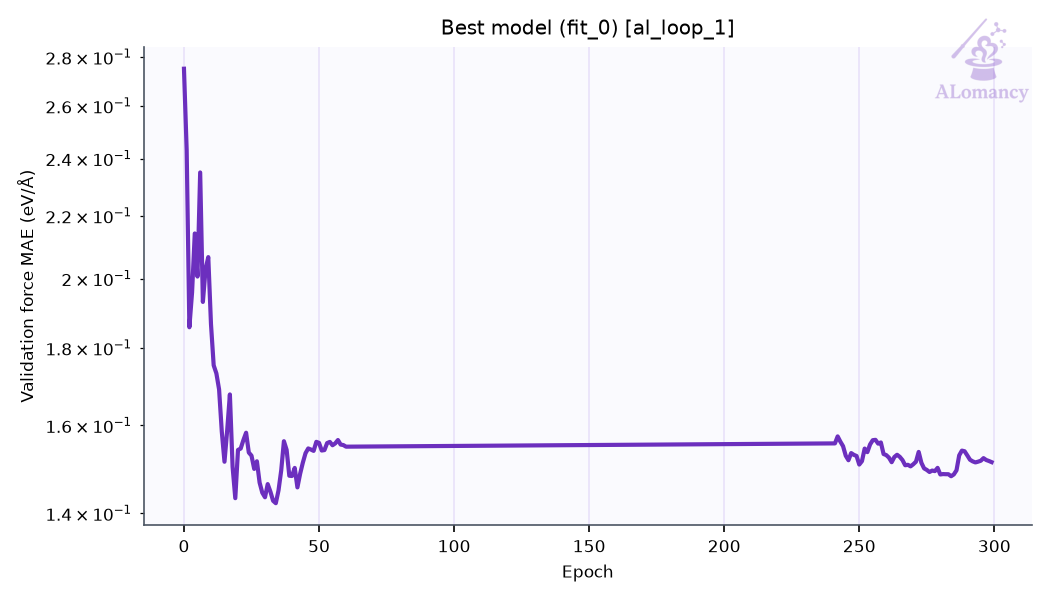 Best model (fit_0) [al_loop_1]
ALomancy
Validation force MAE (eV/Å)
2.8 × 10⁻¹
2.6 × 10⁻¹
2.4 × 10⁻¹
2.2 × 10⁻¹
2 × 10⁻¹
1.8 × 10⁻¹
1.6 × 10⁻¹
1.4 × 10⁻¹
0 50 100 150 200 250 300
Epoch